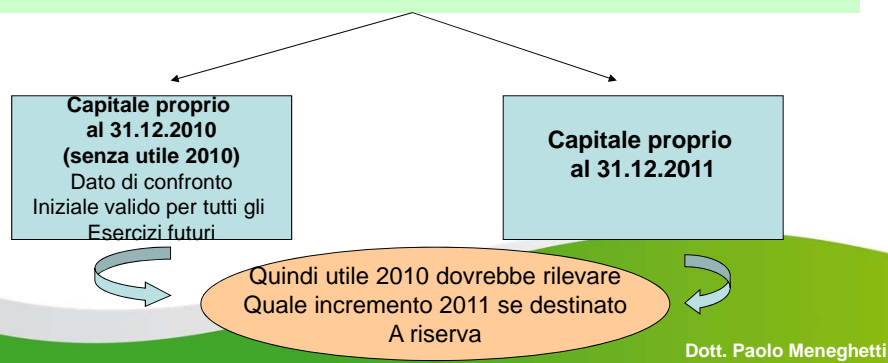 Capitale proprio
al 31.12.2010
(senza utile 2010)
Dato di confronto
Iniziale valido per tutti gli
Esercizi futuri
Capitale proprio
al 31.12.2011
Quindi utile 2010 dovrebbe rilevare
Quale incremento 2011 se destinato
A riserva
Dott. Paolo Meneghetti